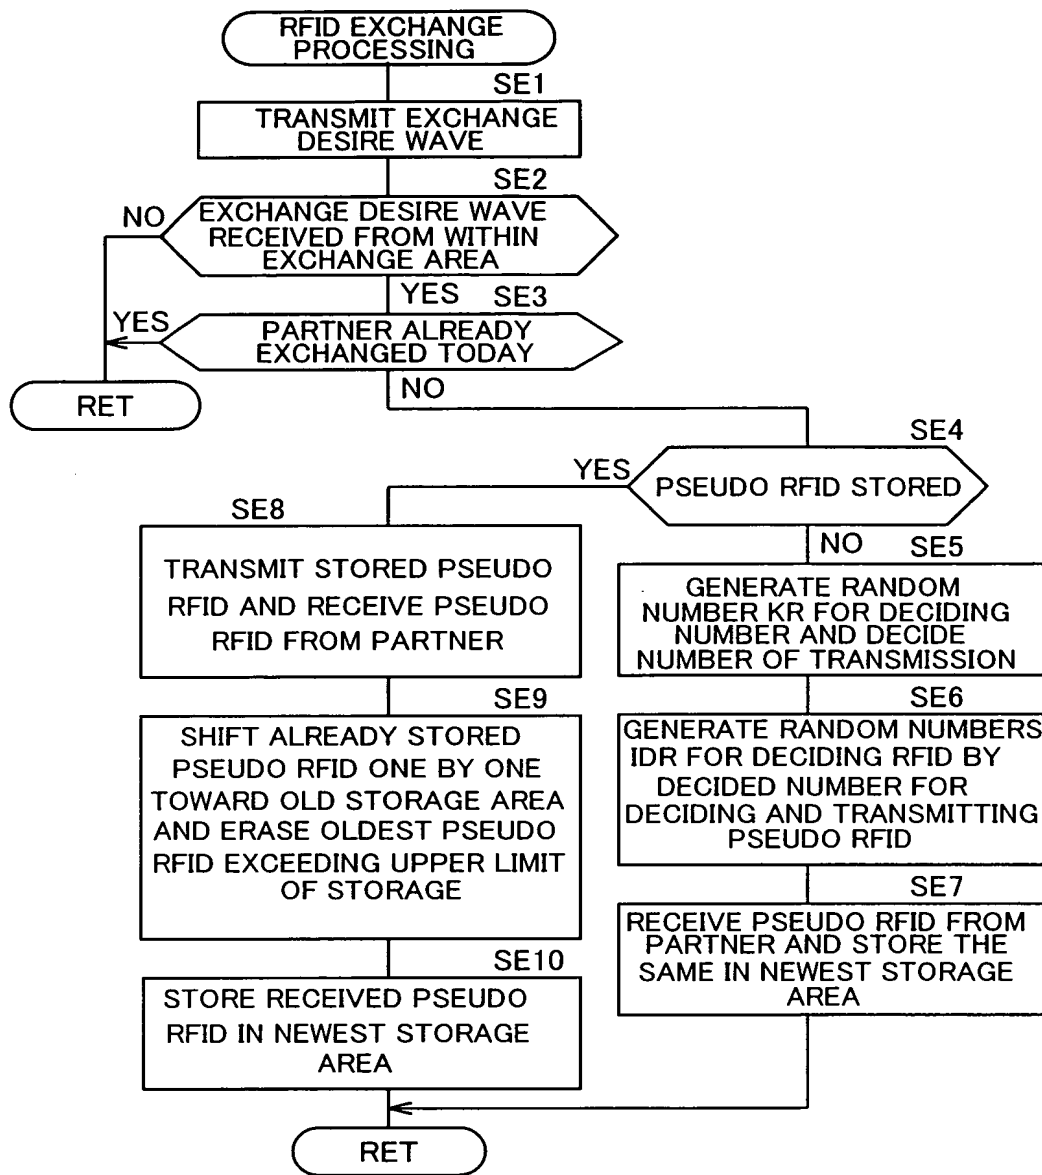 RFID EXCHANGE
PROCESSING
SE1
TRANSMIT EXCHANGE
DESIRE WAVE
SE2
NO
EXCHANGE DESIRE WAVE
RECEIVED FROM WITHIN
EXCHANGE AREA
YES
SE3
YES
PARTNER ALREADY
EXCHANGED TODAY
NO
RET
SE4
YES
PSEUDO RFID STORED
NO
SE8
TRANSMIT STORED PSEUDO
RFID AND RECEIVE PSEUDO
RFID FROM PARTNER
SE9
SHIFT ALREADY STORED
PSEUDO RFID ONE BY ONE
TOWARD OLD STORAGE AREA
AND ERASE OLDEST PSEUDO
RFID EXCEEDING UPPER LIMIT
OF STORAGE
SE10
STORE RECEIVED PSEUDO
RFID IN NEWEST STORAGE
AREA
SE5
GENERATE RANDOM
NUMBER KR FOR DECIDING
NUMBER AND DECIDE
NUMBER OF TRANSMISSION
SE6
GENERATE RANDOM NUMBERS
IDR FOR DECIDING RFID BY
DECIDED NUMBER FOR
DECIDING AND TRANSMITTING
PSEUDO RFID
SE7
RECEIVE PSEUDO RFID FROM
PARTNER AND STORE THE
SAME IN NEWEST STORAGE
AREA
RET